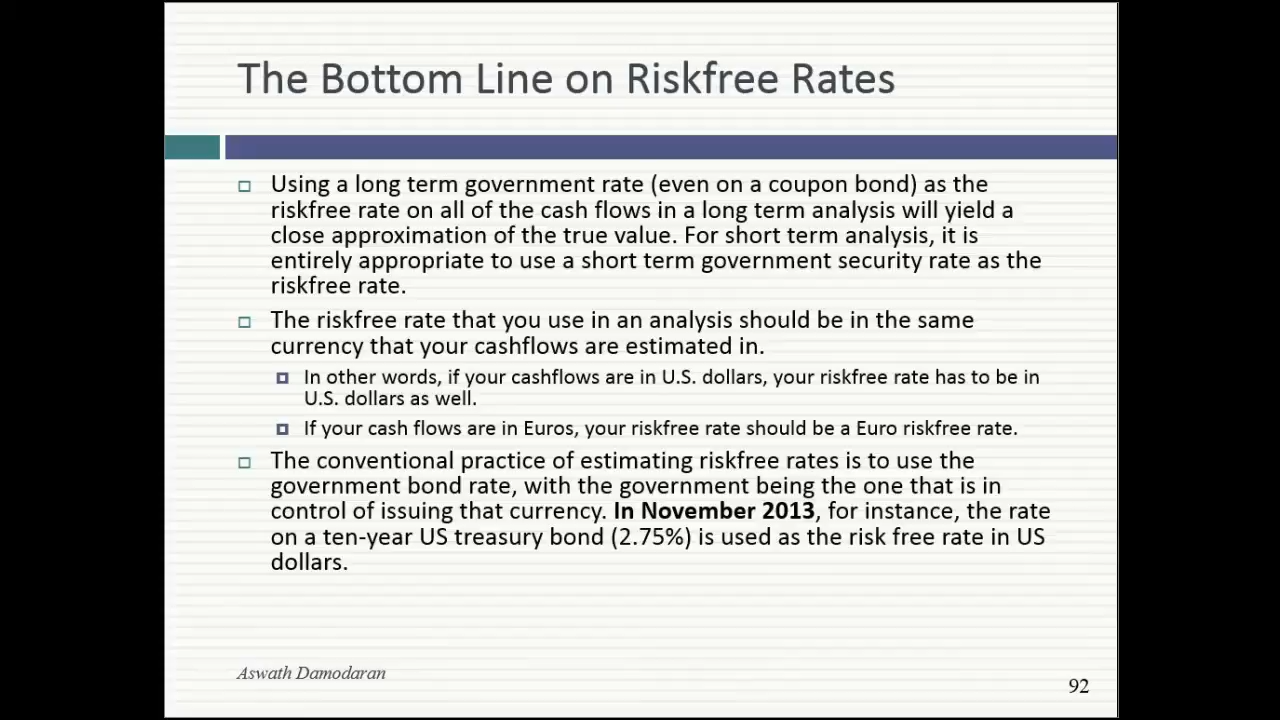 The Bottom Line on Riskfree Rates
Using a long term government rate (even on a coupon bond) as the
riskfree rate on all of the cash flows in a long term analysis will yield a
close approximation of the true value. For short term analysis, it is
entirely appropriate to use a short term government security rate as the
riskfree rate.
The riskfree rate that you use in an analysis should be in the same
currency that your cashflows are estimated in.
In other words, if your cashflows are in U.S. dollars, your riskfree rate has to be in
U.S. dollars as well.
If your cash flows are in Euros, your riskfree rate should be a Euro riskfree rate.
The conventional practice of estimating riskfree rates is to use the
government bond rate, with the government being the one that is in
control of issuing that currency. In November 2013, for instance, the rate
on a ten-year US treasury bond (2.75%) is used as the risk free rate in US
dollars.
Aswath Damodaran
92